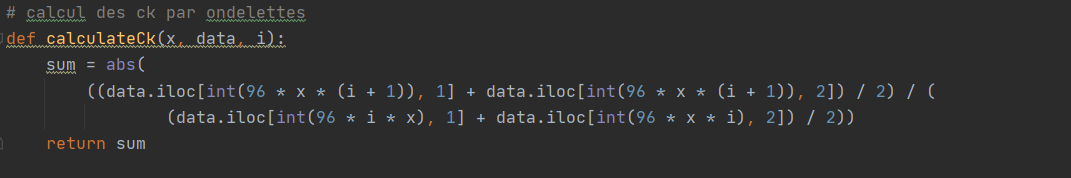 # calcul des ck par ondelettes
def calculateCk(x, data, i):
    sum = abs(
        ((data.iloc[int(96 * x * (i + 1)), 1] + data.iloc[int(96 * x * (i + 1)), 2]) / 2) / (
                (data.iloc[int(96 * i * x), 1] + data.iloc[int(96 * x * i), 2]) / 2))
    return sum